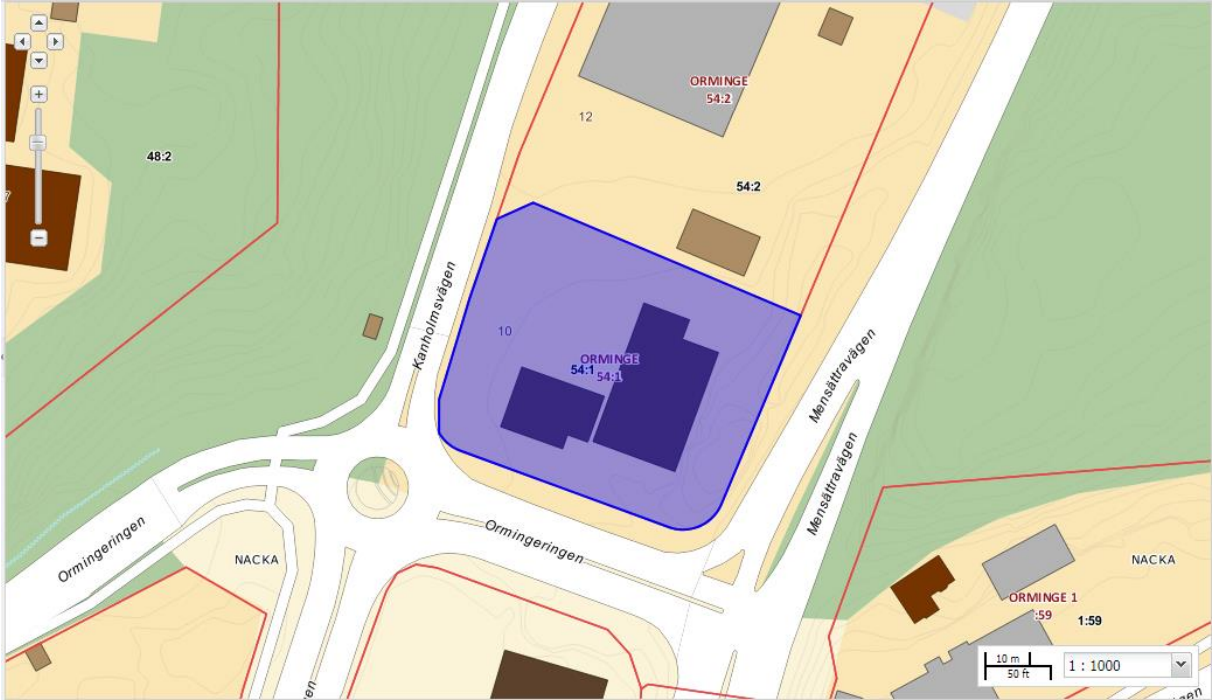 ORMINGE
54:2
12
48:2
54:2
7
Kanholmsvägen
10
ORMINGE
54:1
54:1
Mensättravägen
Mensättravägen
Ormingeringen
Ormingeringen
NACKA
NACKA
ORMINGE 1
:59
1:59
10 m
50 ft
1 : 1000